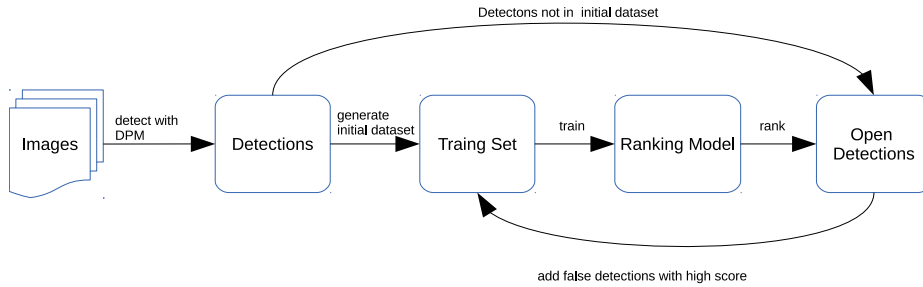 Detectons not in initial dataset
detect with
DPM
generate
initial dataset
train
rank
Images
Detections
Traing Set
Ranking Model
Open
Detections
add false detections with high score